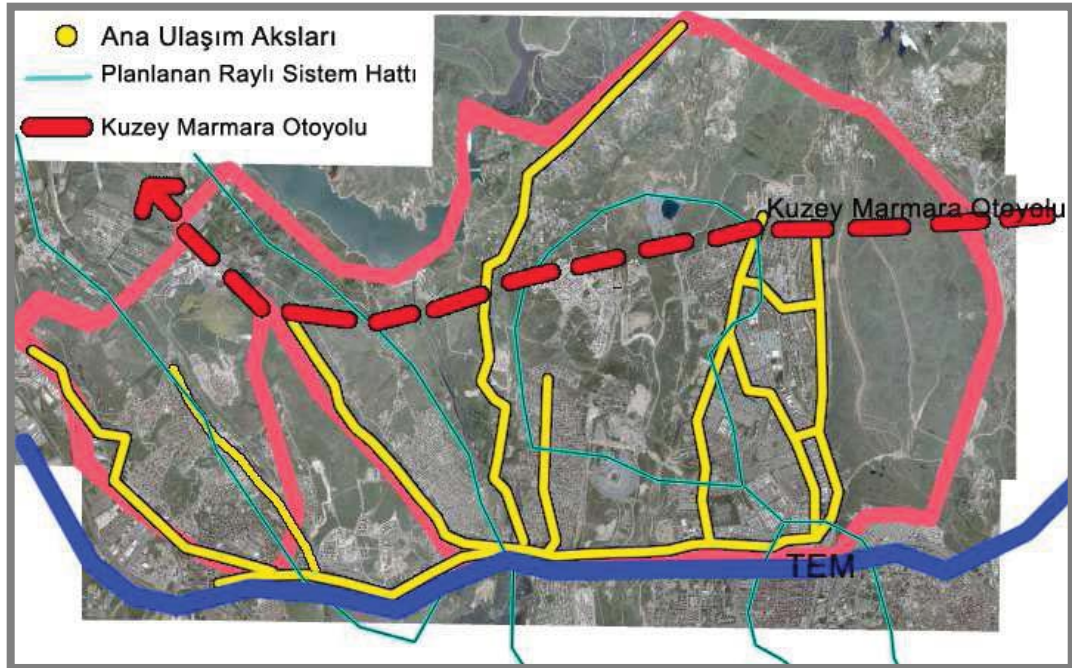 Ana Ulaşım Aksları
Planlanan Raylı Sistem Hattı
Kuzey Marmara Otoyolu
Kuzey Marmara Otoyolu
TEM